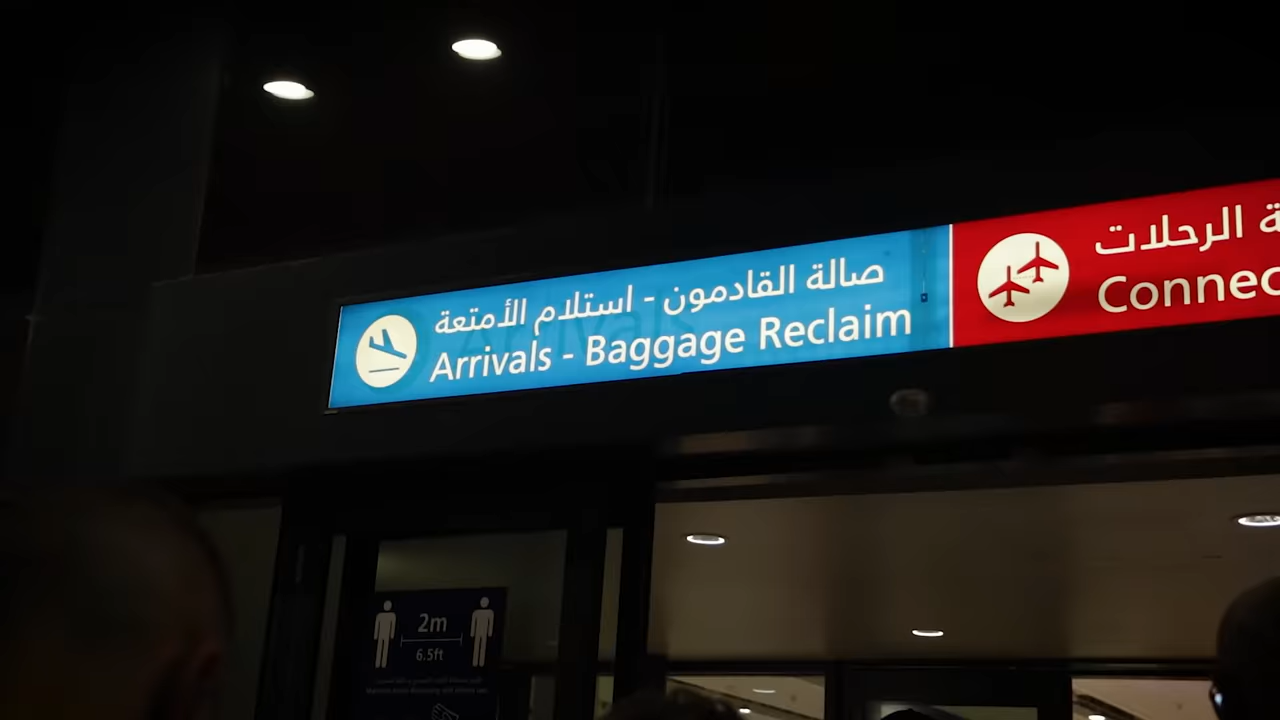 صالة القادمون - استلام الأمتعة
Arrivals - Baggage Reclaim
الرحلات
Connec
2m
6.5ft